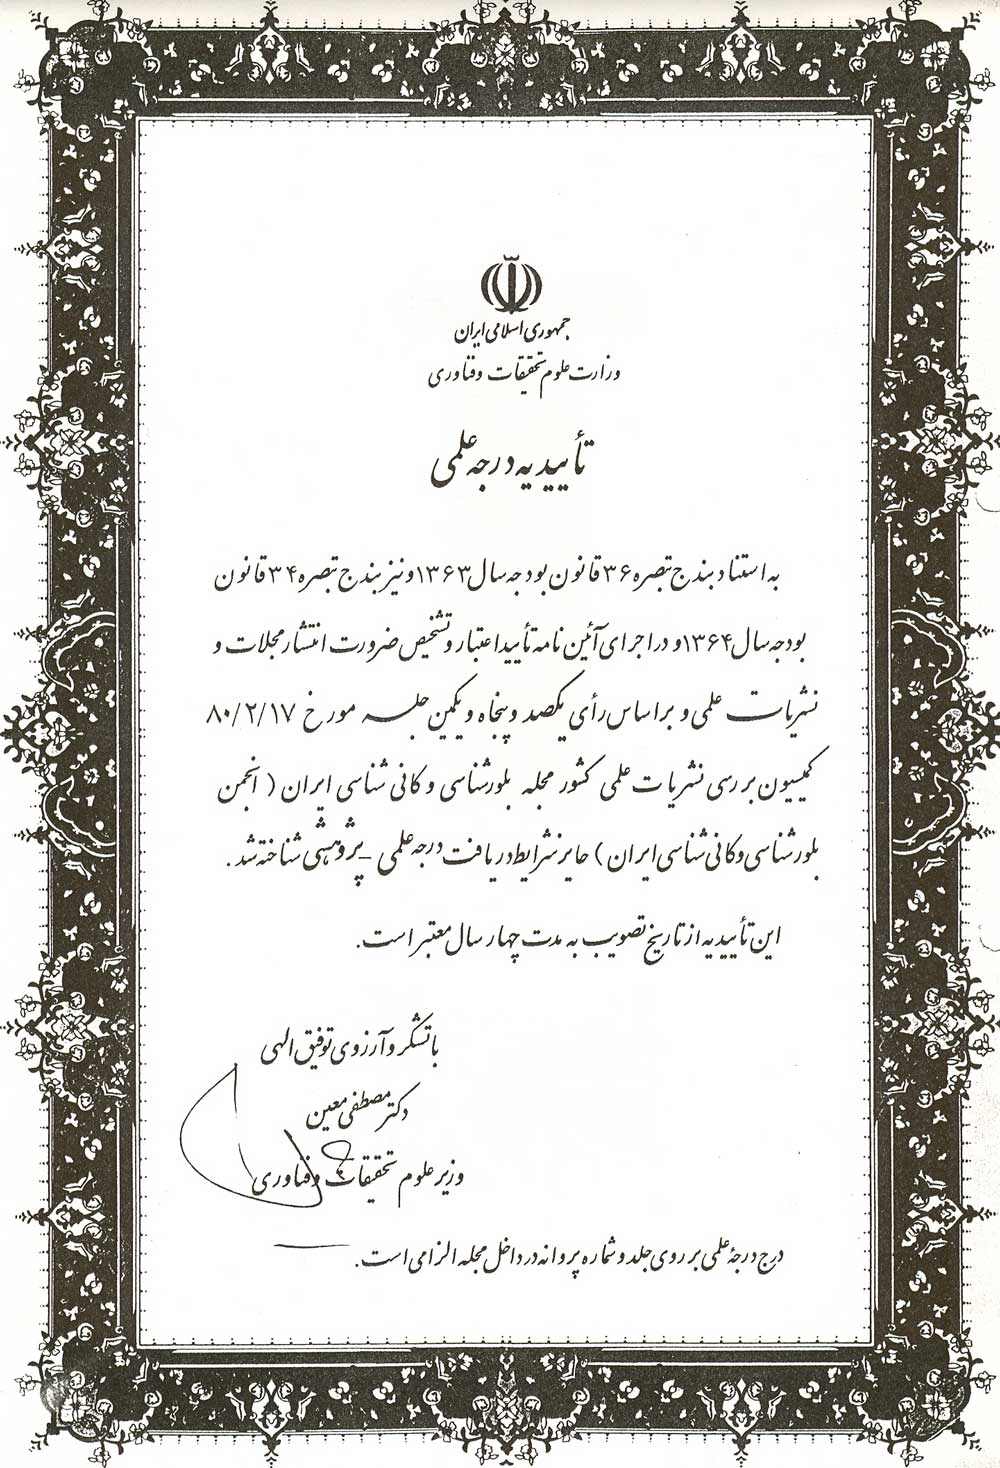 جمهوری اسلامی ایران
وزارت علوم تحقیقات و فناوری
تأییدیه درجه علمی
به استناد بند ج تبصره ۳۶ قانون بودجه سال ۱۳۶۳ و نیز بند ج تبصره ۳۴ قانون
بودجه سال ۱۳۶۴ و در اجرای آئین نامه تأیید اعتبار و تشخیص ضرورت انتشار مجلات و
نشریات علمی و بر اساس رأی یکصد و پنجاه و یکمین جلسه مورخ ۸۰/۲/۱۷
کمیسیون بررسی نشریات علمی کشور مجله بلورشناسی و کانی شناسی ایران ( انجمن
بلورشناسی و کانی شناسی ایران ) حایز شرایط دریافت درجه علمی - پژوهشی شناخته شد .
این تأییدیه از تاریخ تصویب به مدت چهار سال معتبر است.
با تشکر و آرزوی توفیق الهی
دکتر مصطفی معین
وزیر علوم تحقیقات و فناوری
درج درجهٔ علمی بر روی جلد و شماره پروانه در داخل مجله الزامی است.